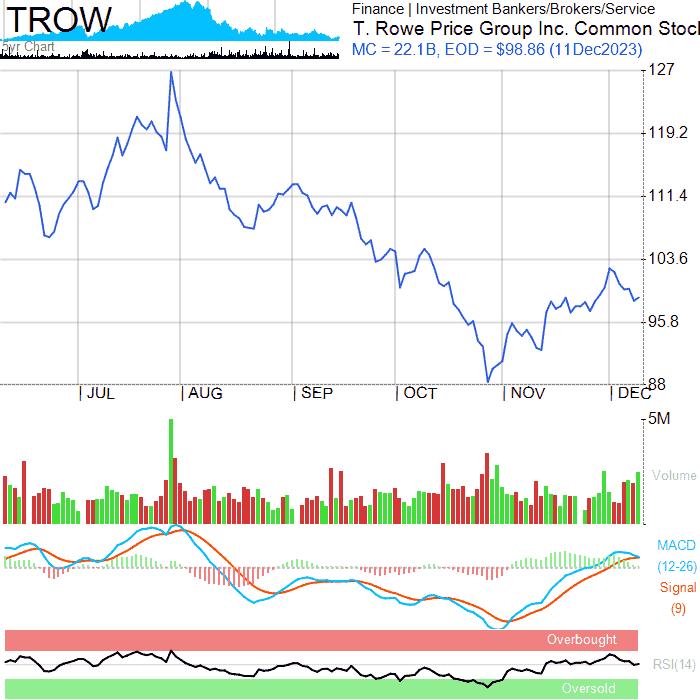 TROW
5yr Chart
Finance | Investment Bankers/Brokers/Service
T. Rowe Price Group Inc. Common Stoc
MC = 22.1B, EOD = $98.86 (11Dec2023)
127
119.2
111.4
103.6
95.8
88
JUL AUG SEP OCT NOV DEC
5M
Volume
MACD
(12-26)
Signal
(9)
Overbought
RSI(14)
Oversold